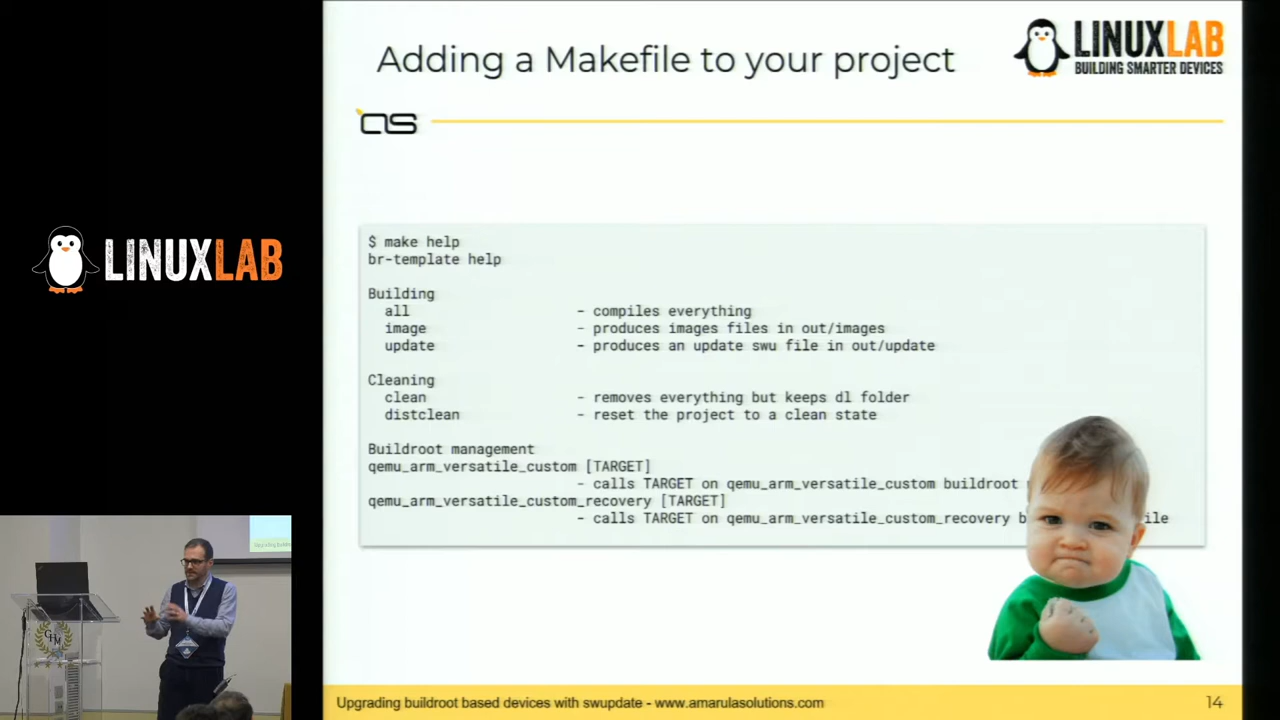 Adding a Makefile to your project
LINUXLAB
BUILDING SMARTER DEVICES
as
$ make help
br-template help
Building
all - compiles everything
image - produces images files in out/images
update - produces an update swu file in out/update
Cleaning
clean - removes everything but keeps dl folder
distclean - reset the project to a clean state
Buildroot management
qemu_arm_versatile_custom [TARGET]
- calls TARGET on qemu_arm_versatile_custom buildroot
qemu_arm_versatile_custom_recovery [TARGET]
- calls TARGET on qemu_arm_versatile_custom_recovery b ile
LINUXLAB
GHM
Upgrading buildroot based devices with swupdate - www.amarulasolutions.com
14